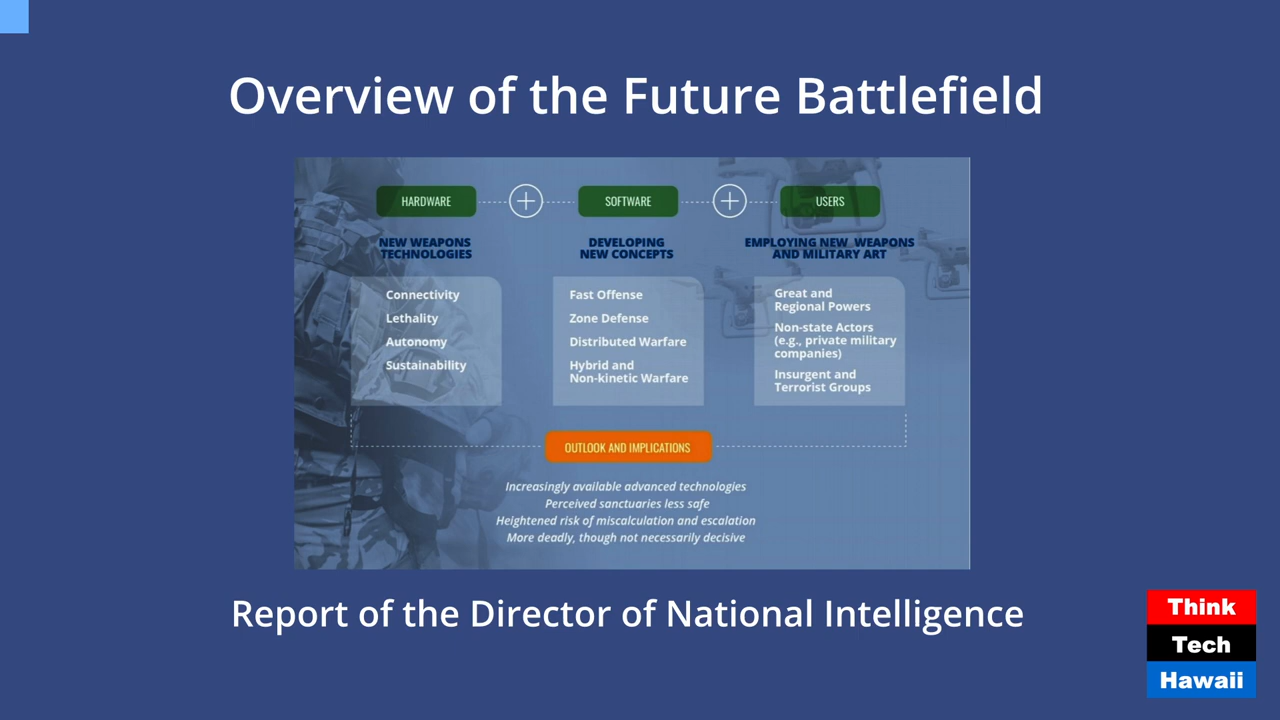 Overview of the Future Battlefield
HARDWARE
SOFTWARE
USERS
NEW WEAPONS
TECHNOLOGIES
DEVELOPING
NEW CONCEPTS
EMPLOYING NEW WEAPONS
AND MILITARY ART
Connectivity
Lethality
Autonomy
Sustainability
Fast Offense
Zone Defense
Distributed Warfare
Hybrid and
Non-kinetic Warfare
Great and
Regional Powers
Non-state Actors
(e.g., private military
companies)
Insurgent and
Terrorist Groups
OUTLOOK AND IMPLICATIONS
Increasingly available advanced technologies
Perceived sanctuaries less safe
Heightened risk of miscalculation and escalation
More deadly, though not necessarily decisive
Report of the Director of National Intelligence
Think
Tech
Hawaii